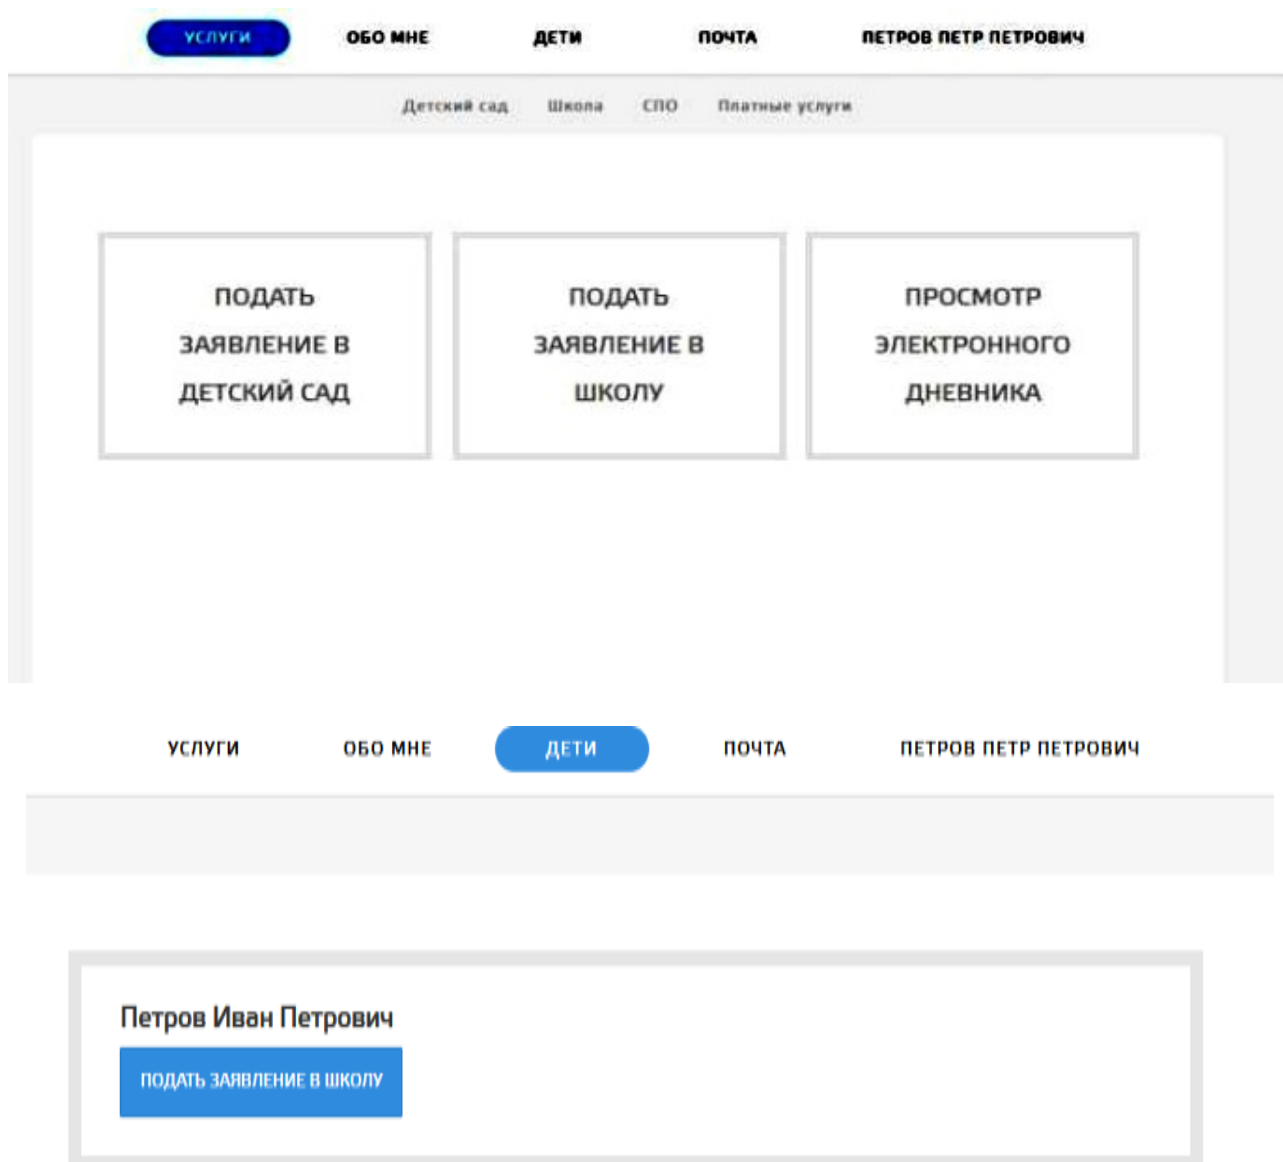 УСЛУГИ ОБО МНЕ ДЕТИ ПОЧТА ПЕТРОВ ПЕТР ПЕТРОВИЧ
Детский сад Школа СПО Платные услуги
ПОДАТЬ
ЗАЯВЛЕНИЕ В
ДЕТСКИЙ САД
ПОДАТЬ
ЗАЯВЛЕНИЕ В
ШКОЛУ
ПРОСМОТР
ЭЛЕКТРОННОГО
ДНЕВНИКА
УСЛУГИ ОБО МНЕ ДЕТИ ПОЧТА ПЕТРОВ ПЕТР ПЕТРОВИЧ
Петров Иван Петрович
ПОДАТЬ ЗАЯВЛЕНИЕ В ШКОЛУ